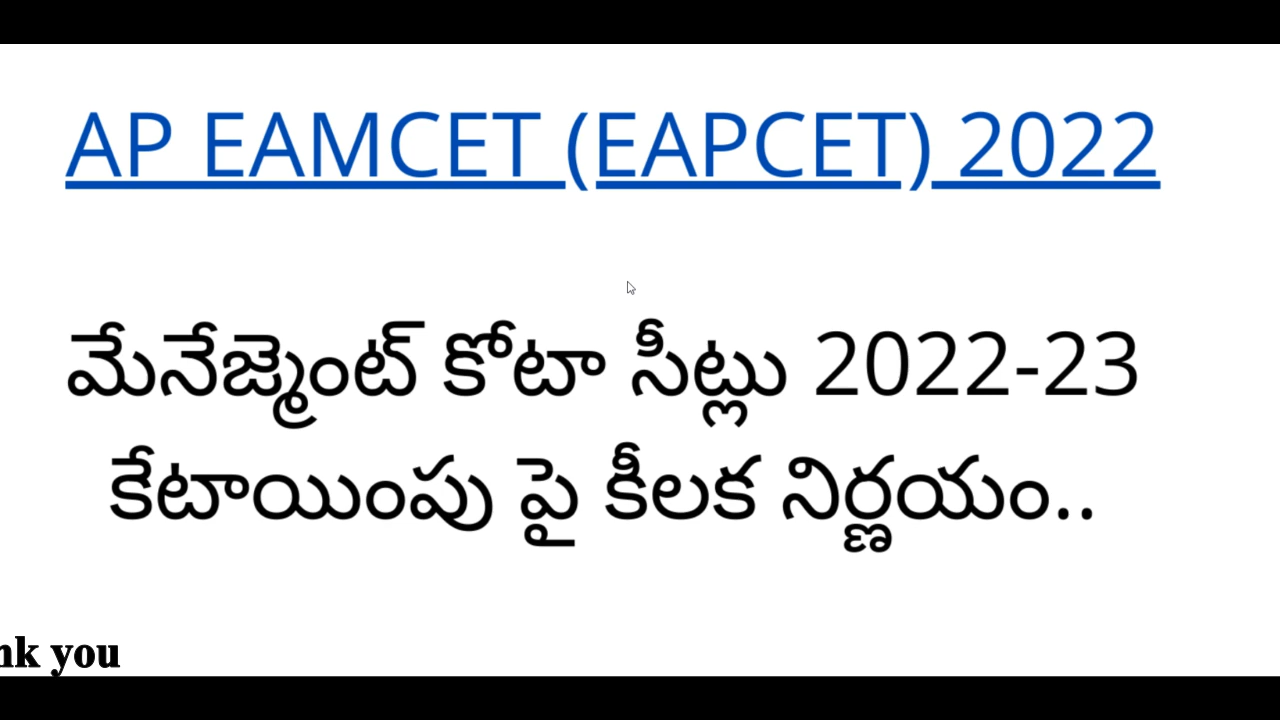 AP EAMCET (EAPCET) 2022
మేనేజ్మెంట్ కోటా సీట్లు 2022-23
కేటాయింపు పై కీలక నిర్ణయం..
nk you